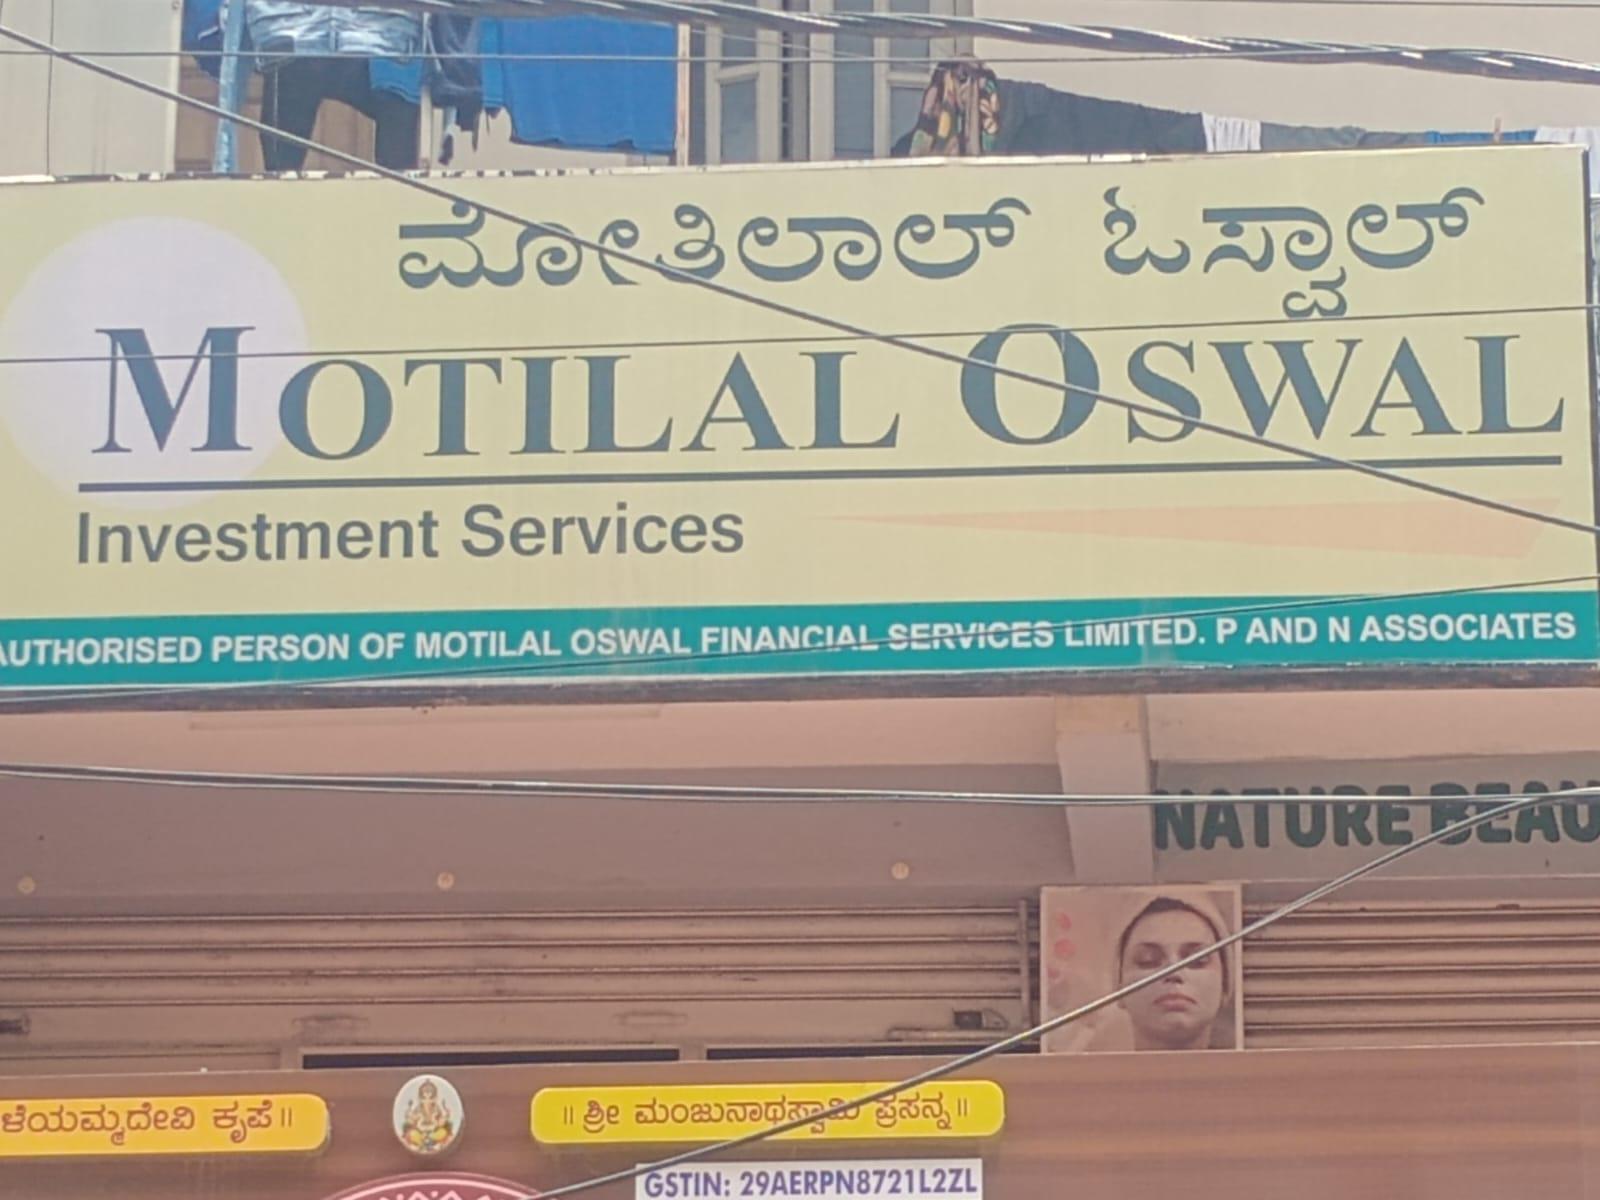 ಮೋತಿಲಾಲ್ ಓಸ್ವಾಲ್
MOTILAL OSWAL
Investment Services
AUTHORISED PERSON OF MOTILAL OSWAL FINANCIAL SERVICES LIMITED. P AND N ASSOCIATES
NATURE
ಕೃಪೆ॥
॥ ಶ್ರೀ ಮಂಜುನಾಥಸ್ವಾಮಿ ಪ್ರಸನ್ನ॥
GSTIN: 29AERPN8721L2ZL